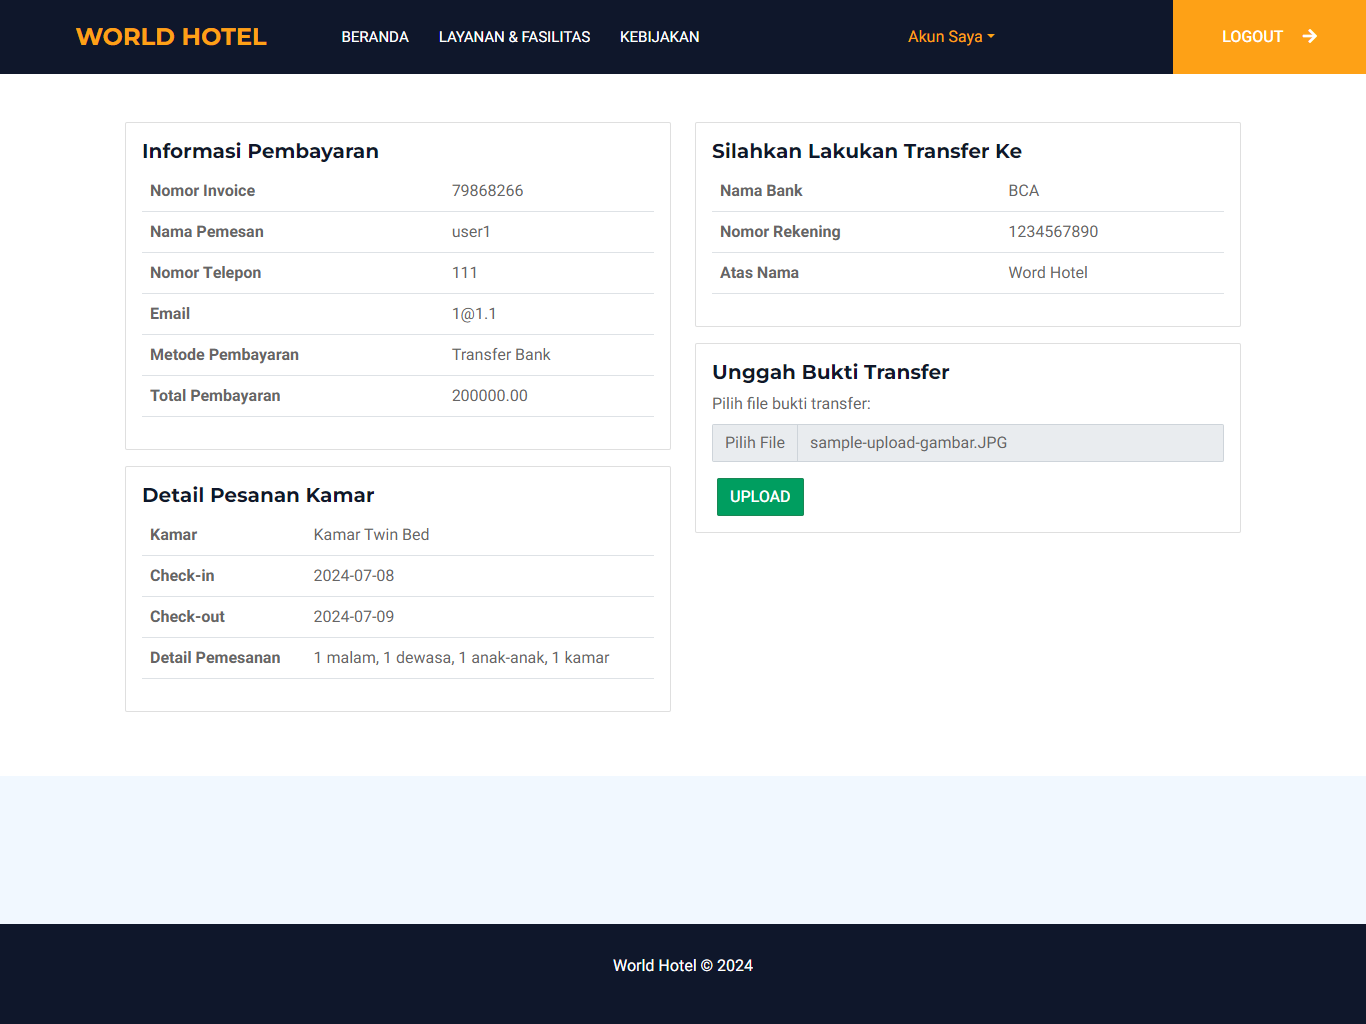 WORLD HOTEL
BERANDA
LAYANAN & FASILITAS
KEBIJAKAN
Akun Saya
LOGOUT
Informasi Pembayaran
Nomor Invoice 79868266
Nama Pemesan user1
Nomor Telepon 111
Email 1@1.1
Metode Pembayaran Transfer Bank
Total Pembayaran 200000.00
Detail Pesanan Kamar
Kamar Kamar Twin Bed
Check-in 2024-07-08
Check-out 2024-07-09
Detail Pemesanan 1 malam, 1 dewasa, 1 anak-anak, 1 kamar
Silahkan Lakukan Transfer Ke
Nama Bank BCA
Nomor Rekening 1234567890
Atas Nama Word Hotel
Unggah Bukti Transfer
Pilih file bukti transfer:
Pilih File sample-upload-gambar.JPG
UPLOAD
World Hotel © 2024